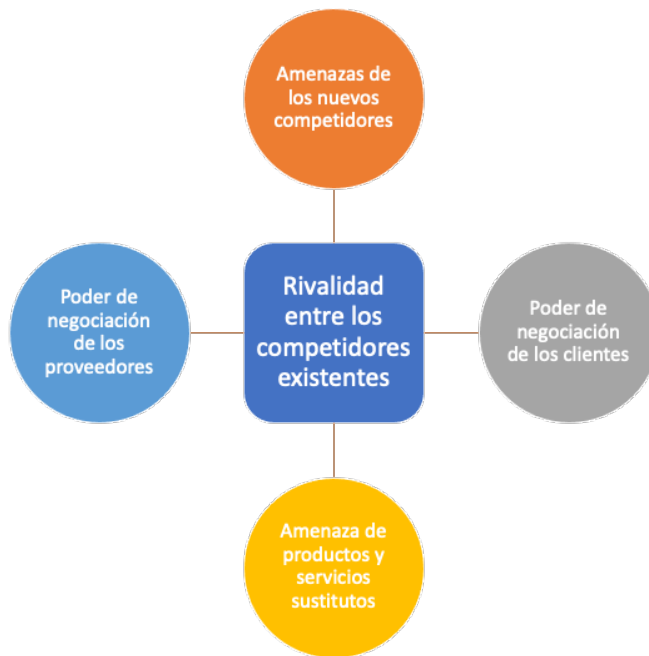 Amenazas de
los nuevos
competidores
Poder de
negociación
de los
proveedores
Rivalidad
entre los
competidores
existentes
Poder de
negociación
de los clientes
Amenaza de
productos y
servicios
sustitutos